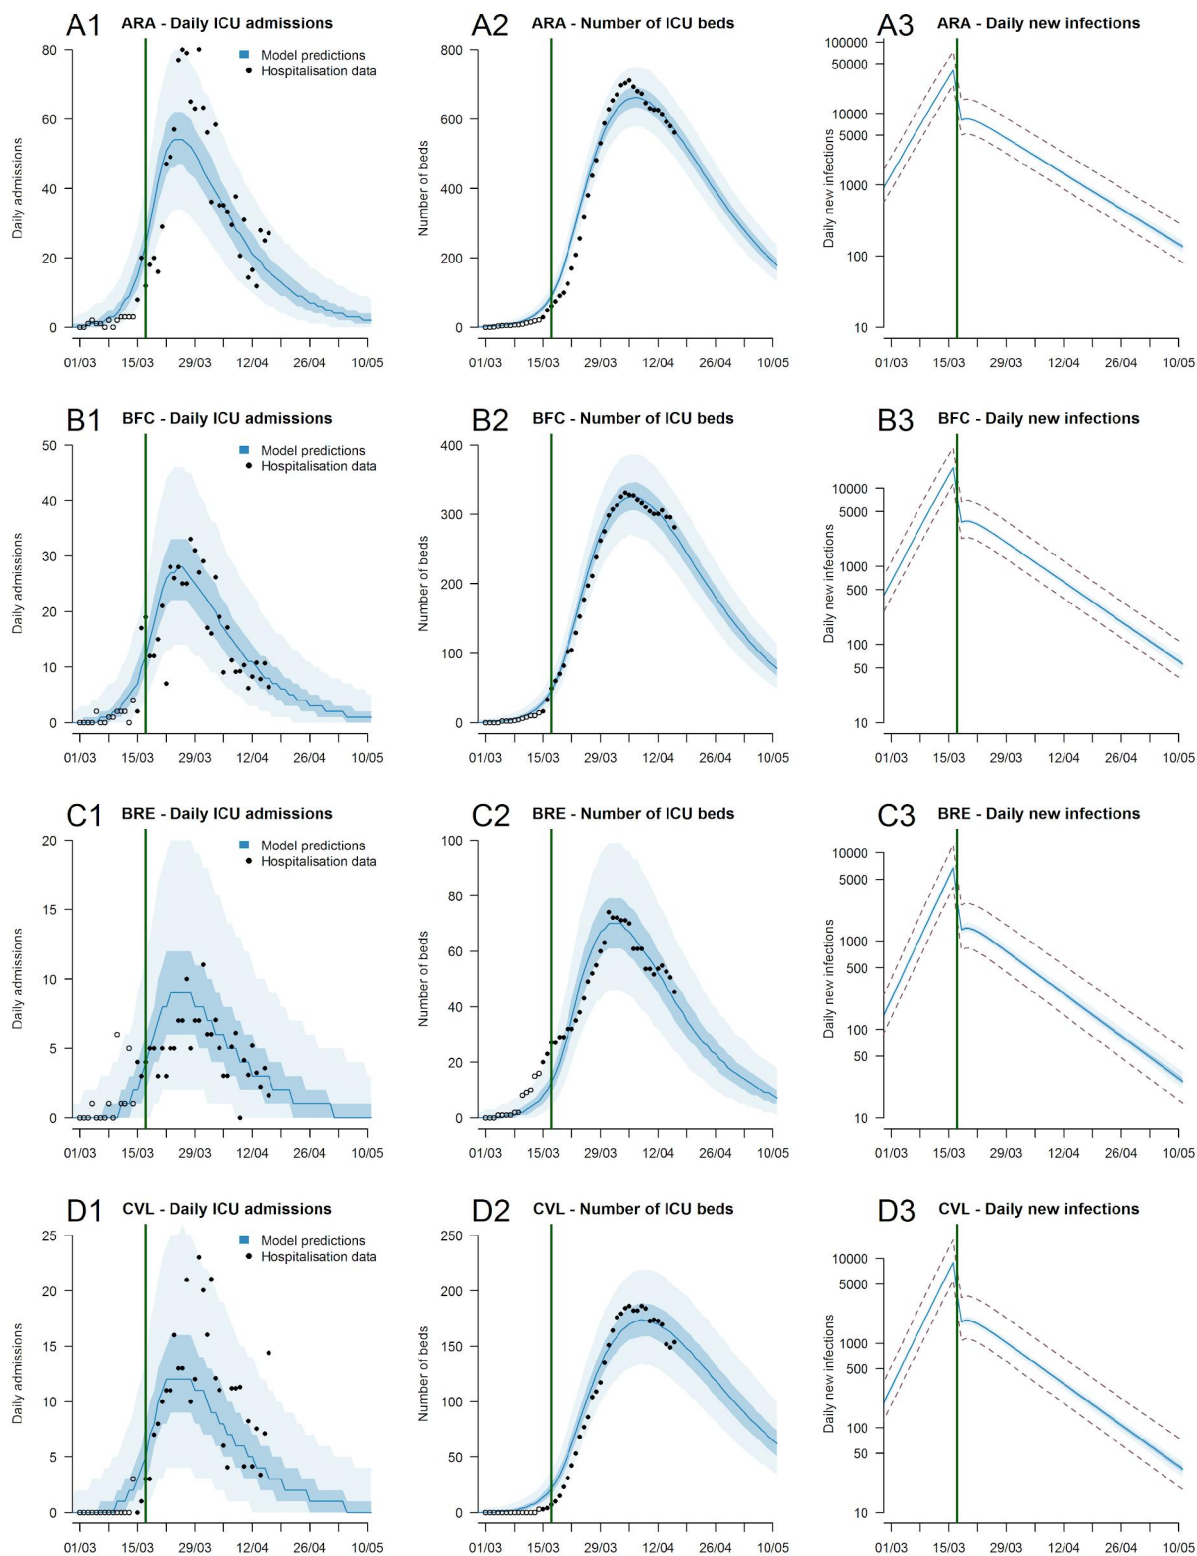 A1 ARA - Daily ICU admissions
Daily admissions
80
60
40
20
0
Model predictions
Hospitalisation data
01/03 15/03 29/03 12/04 26/04 10/05
A2 ARA - Number of ICU beds
Number of beds
800
600
400
200
0
01/03 15/03 29/03 12/04 26/04 10/05
A3 ARA - Daily new infections
Daily new infections
100000
50000
10000
5000
1000
100
10
01/03 15/03 29/03 12/04 26/04 10/05
B1 BFC - Daily ICU admissions
Daily admissions
50
40
30
20
10
0
Model predictions
Hospitalisation data
01/03 15/03 29/03 12/04 26/04 10/05
B2 BFC - Number of ICU beds
Number of beds
400
300
200
100
0
01/03 15/03 29/03 12/04 26/04 10/05
B3 BFC - Daily new infections
Daily new infections
10000
5000
1000
500
100
50
10
01/03 15/03 29/03 12/04 26/04 10/05
C1 BRE - Daily ICU admissions
Daily admissions
20
15
10
5
0
Model predictions
Hospitalisation data
01/03 15/03 29/03 12/04 26/04 10/05
C2 BRE - Number of ICU beds
Number of beds
100
80
60
40
20
0
01/03 15/03 29/03 12/04 26/04 10/05
C3 BRE - Daily new infections
Daily new infections
10000
5000
1000
500
100
50
10
01/03 15/03 29/03 12/04 26/04 10/05
D1 CVL - Daily ICU admissions
Daily admissions
25
20
15
10
5
0
Model predictions
Hospitalisation data
01/03 15/03 29/03 12/04 26/04 10/05
D2 CVL - Number of ICU beds
Number of beds
250
200
150
100
50
0
01/03 15/03 29/03 12/04 26/04 10/05
D3 CVL - Daily new infections
Daily new infections
10000
5000
1000
500
100
50
10
01/03 15/03 29/03 12/04 26/04 10/05